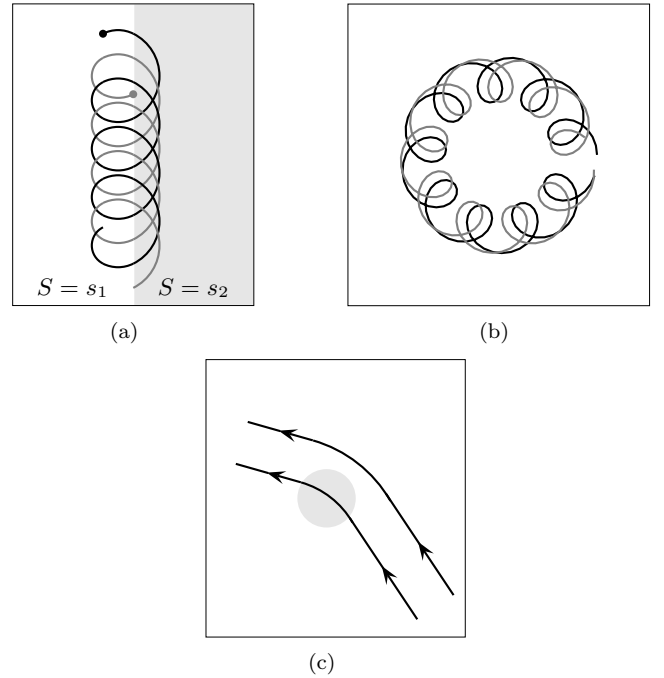 S = s₁ S = s₂
(a)
(b)
(c)